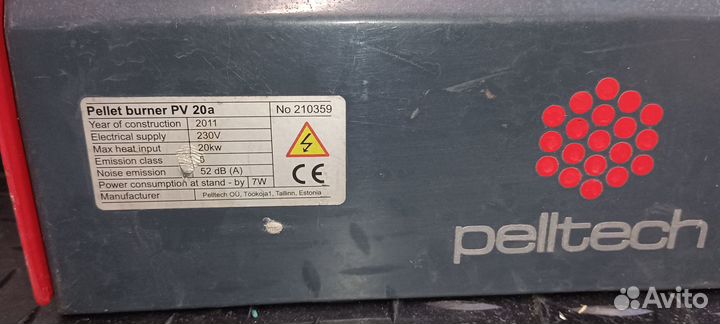 Pellet burner PV 20a No 210359
Year of construction 2011
Electrical supply 230V
Max heat input 20kw
Emission class
Noise emission 52 dB (A)
Power consumption at stand - by 7W
Manufacturer Pelltech OÜ, Töökoja1, Tallinn, Estonia
CE
pelltech
Avito